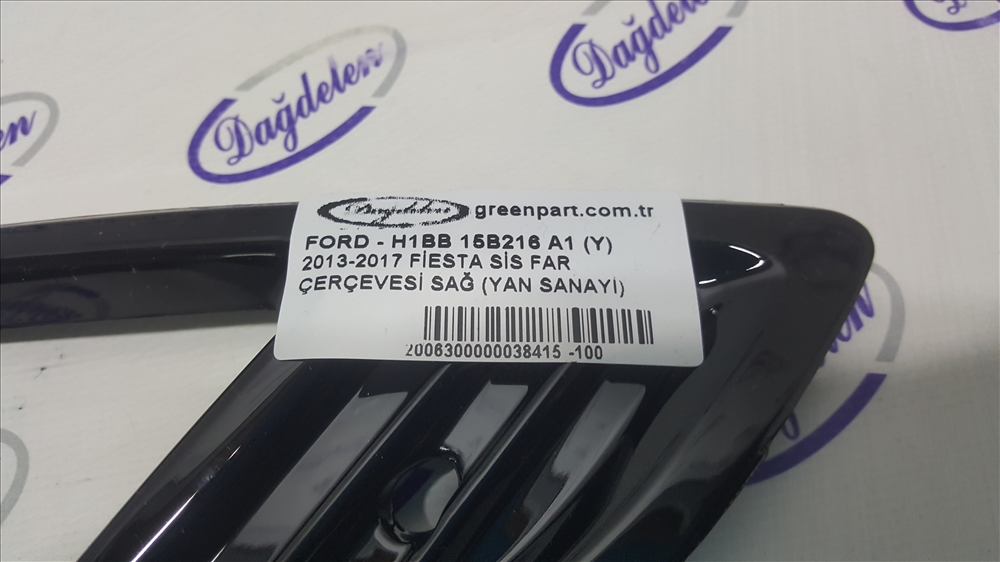 Dağdelen
Dağdelen
Dağdelen
greenpart.com.tr
FORD - H1BB 15B216 A1 (Y)
2013-2017 FİESTA SİS FAR
ÇERÇEVESİ SAĞ (YAN SANAYİ)
2006300000038415 -100